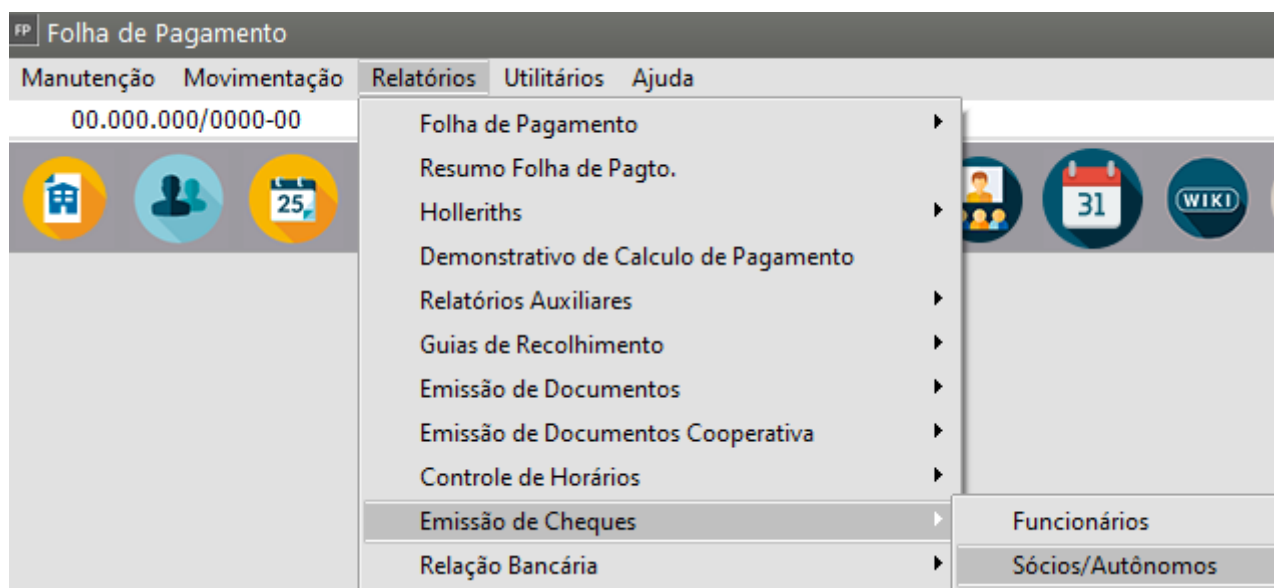 FP Folha de Pagamento
Manutenção Movimentação Relatórios Utilitários Ajuda
00.000.000/0000-00
25
31
WIKI
Folha de Pagamento
Resumo Folha de Pagto.
Holleriths
Demonstrativo de Calculo de Pagamento
Relatórios Auxiliares
Guias de Recolhimento
Emissão de Documentos
Emissão de Documentos Cooperativa
Controle de Horários
Emissão de Cheques
Relação Bancária
Funcionários
Sócios/Autônomos